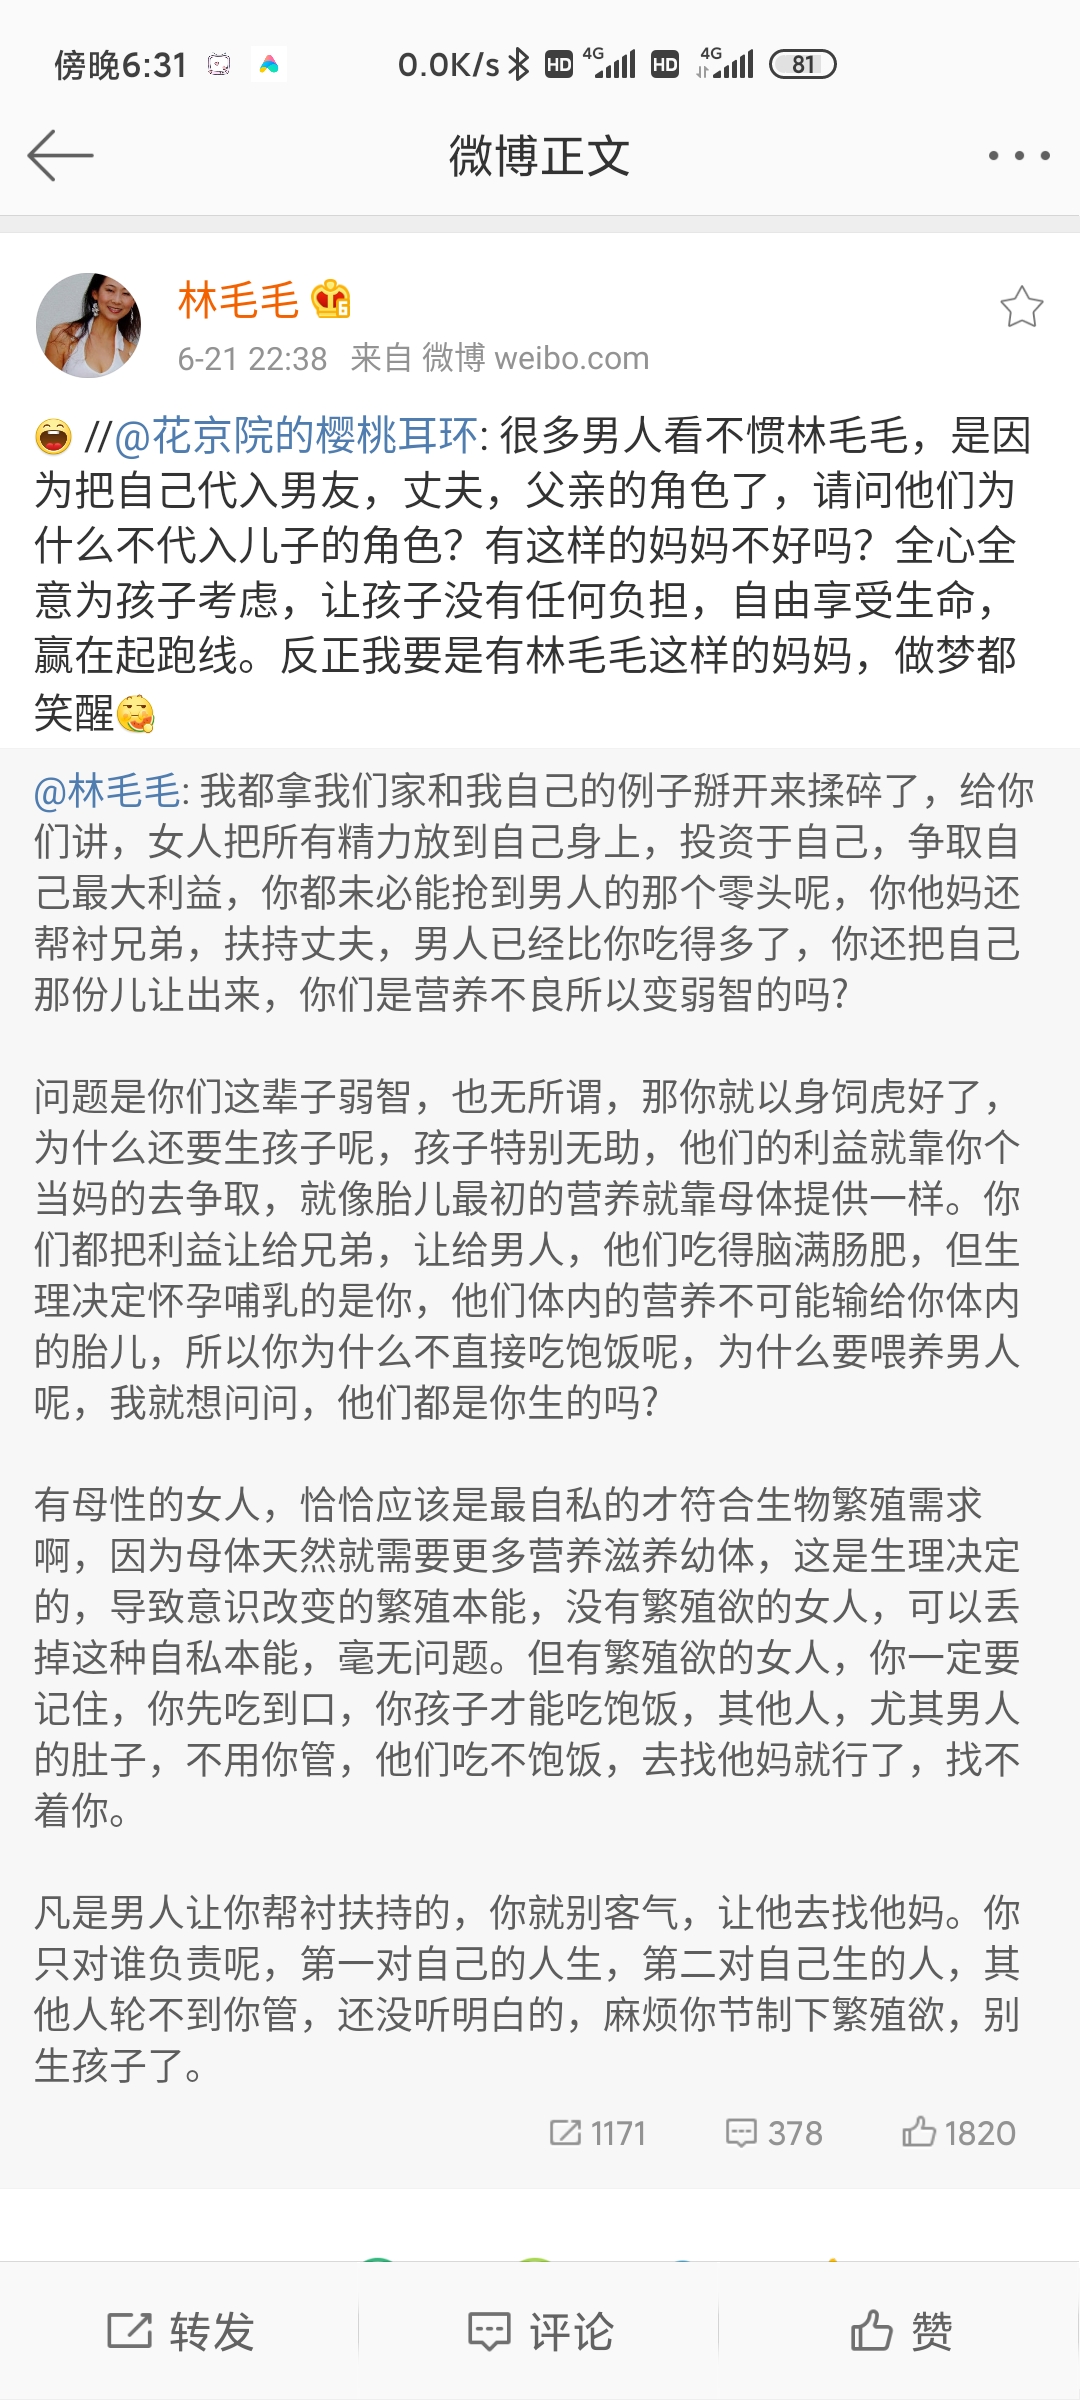 傍晚6:31 0.0K/s HD 4G HD 4G 81
微博正文
林毛毛 6
6-21 22:38 来自 微博 weibo.com
//@花京院的樱桃耳环: 很多男人看不惯林毛毛，是因
为把自己代入男友，丈夫，父亲的角色了，请问他们为
什么不代入儿子的角色？有这样的妈妈不好吗？全心全
意为孩子考虑，让孩子没有任何负担，自由享受生命，
赢在起跑线。反正我要是有林毛毛这样的妈妈，做梦都
笑醒
@林毛毛: 我都拿我们家和我自己的例子掰开来揉碎了，给你
们讲，女人把所有精力放到自己身上，投资于自己，争取自
己最大利益，你都未必能抢到男人的那个零头呢，你他妈还
帮衬兄弟，扶持丈夫，男人已经比你吃得多了，你还把自己
那份儿让出来，你们是营养不良所以变弱智的吗?
问题是你们这辈子弱智，也无所谓，那你就以身饲虎好了，
为什么还要生孩子呢，孩子特别无助，他们的利益就靠你个
当妈的去争取，就像胎儿最初的营养就靠母体提供一样。你
们都把利益让给兄弟，让给男人，他们吃得脑满肠肥，但生
理决定怀孕哺乳的是你，他们体内的营养不可能输给你体内
的胎儿，所以你为什么不直接吃饱饭呢，为什么要喂养男人
呢，我就想问问，他们都是你生的吗?
有母性的女人，恰恰应该是最自私的才符合生物繁殖需求
啊，因为母体天然就需要更多营养滋养幼体，这是生理决定
的，导致意识改变的繁殖本能，没有繁殖欲的女人，可以丢
掉这种自私本能，毫无问题。但有繁殖欲的女人，你一定要
记住，你先吃到口，你孩子才能吃饱饭，其他人，尤其男人
的肚子，不用你管，他们吃不饱饭，去找他妈就行了，找不
着你。
凡是男人让你帮衬扶持的，你就别客气，让他去找他妈。你
只对谁负责呢，第一对自己的人生，第二对自己生的人，其
他人轮不到你管，还没听明白的，麻烦你节制下繁殖欲，别
生孩子了。
1171 378 1820
转发 评论 赞